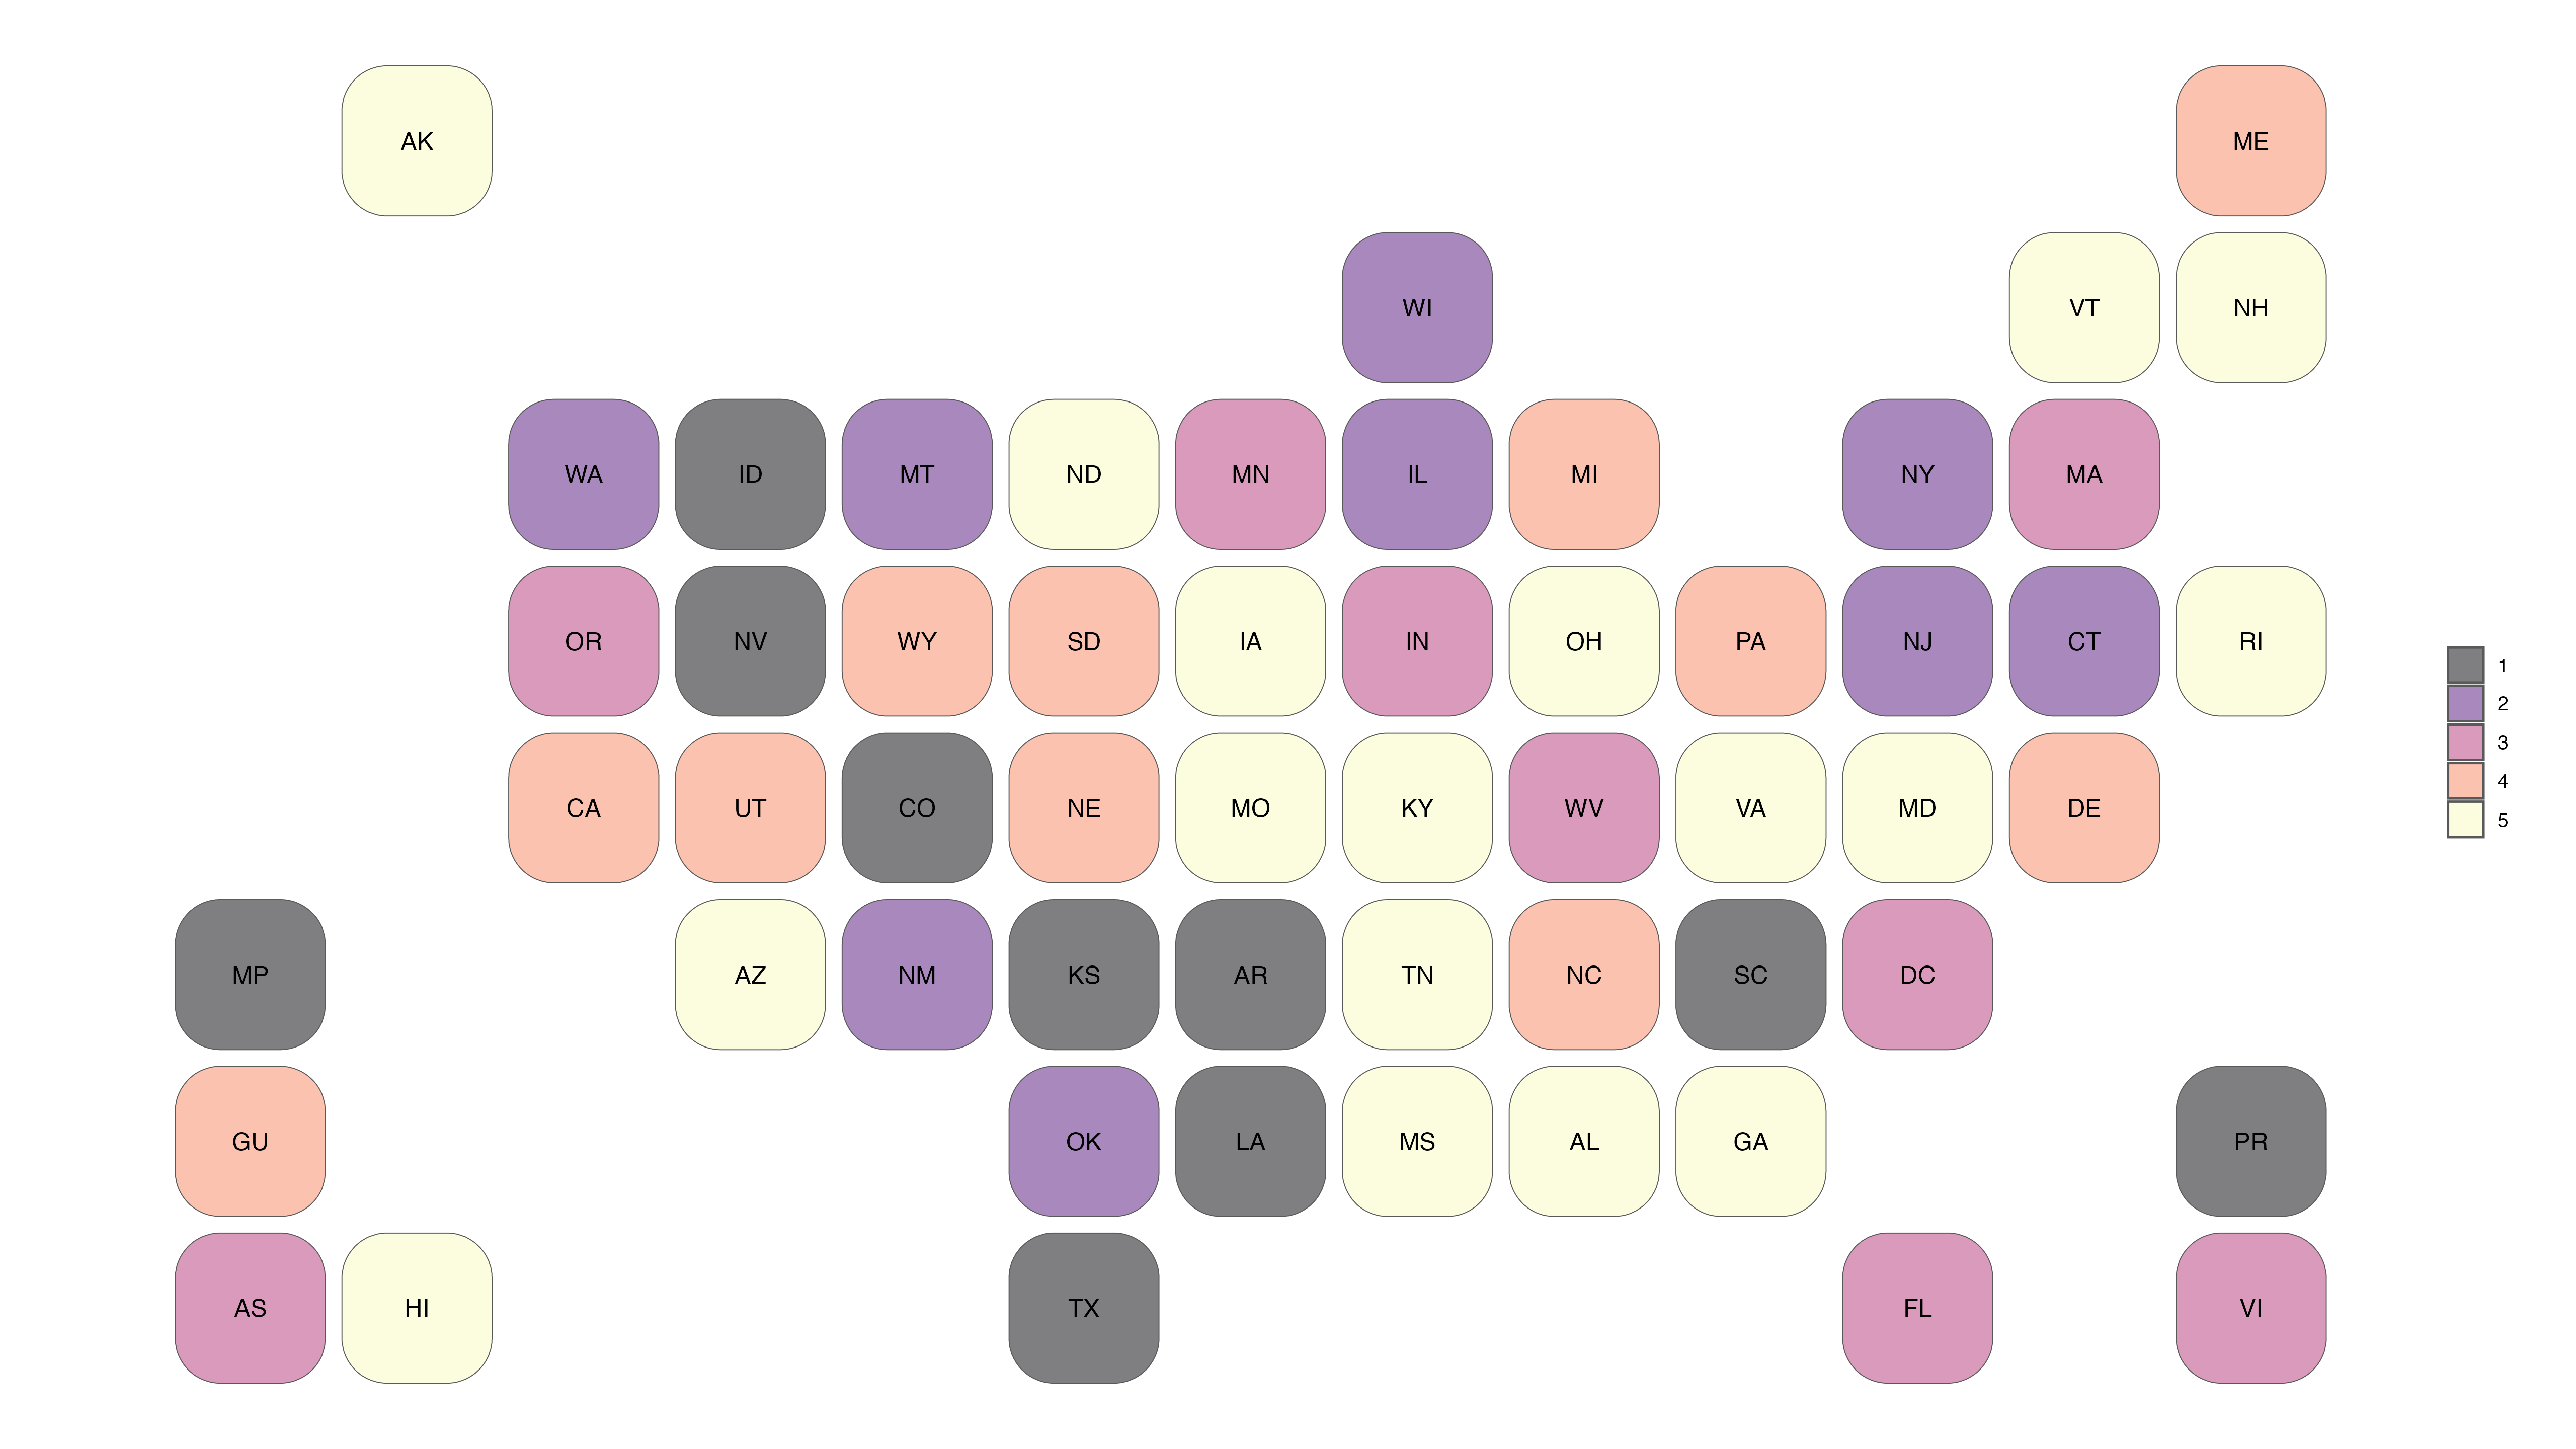 AK ME
WI VT NH
WA ID MT ND MN IL MI NY MA
OR NV WY SD IA IN OH PA NJ CT RI
CA UT CO NE MO KY WV VA MD DE
MP AZ NM KS AR TN NC SC DC
GU OK LA MS AL GA PR
AS HI TX FL VI
1
2
3
4
5